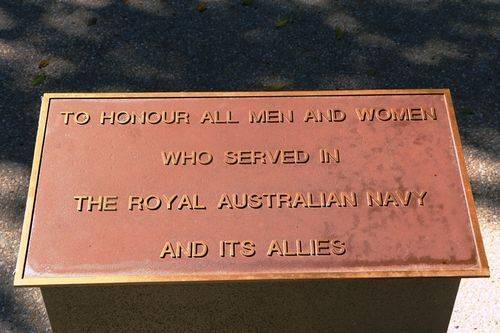 TO HONOUR ALL MEN AND WOMEN
WHO SERVED IN
THE ROYAL AUSTRALIAN NAVY
AND ITS ALLIES